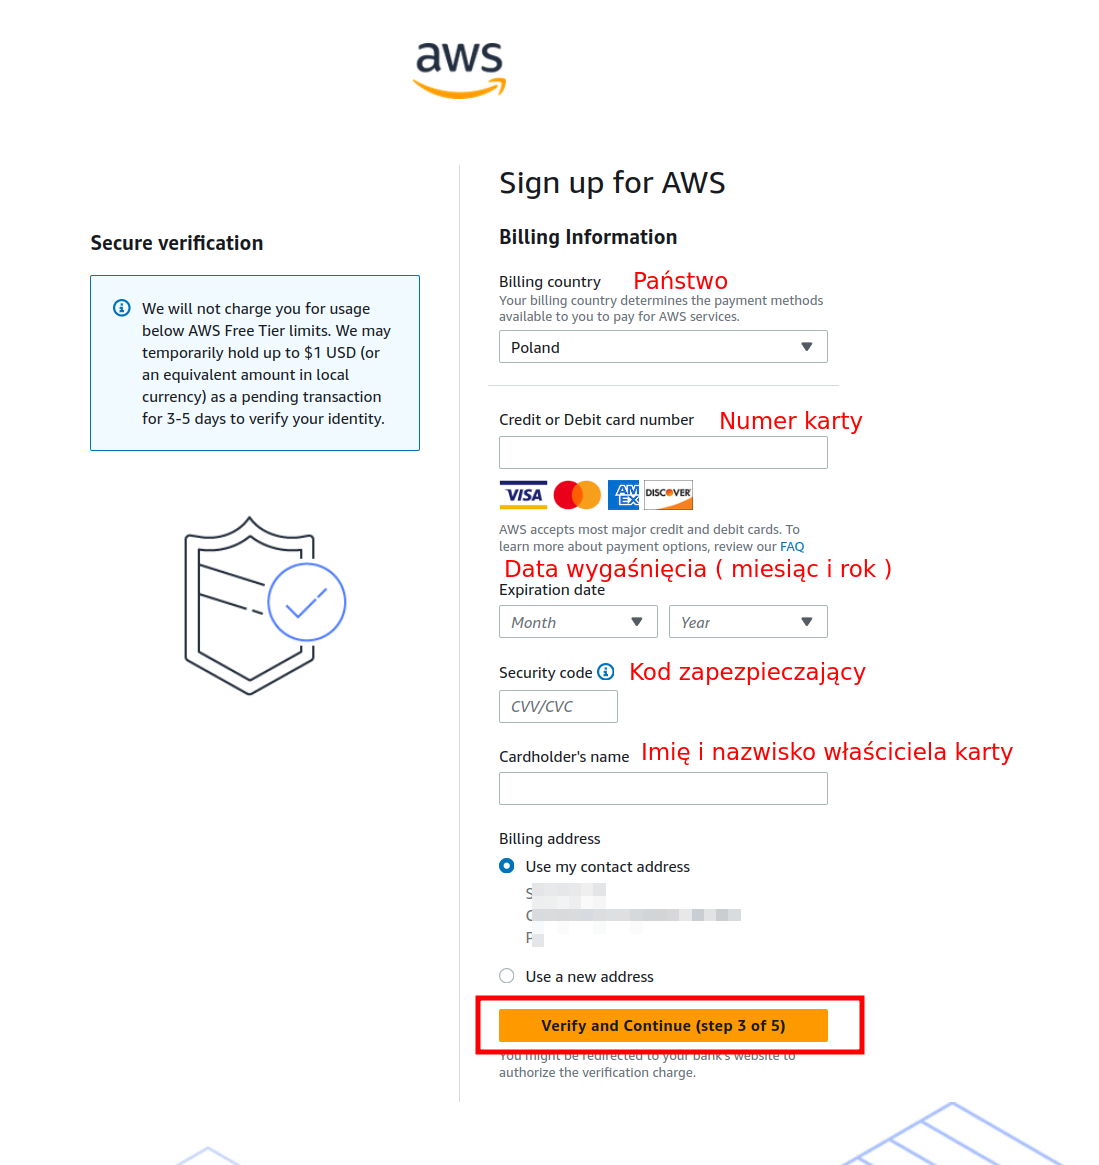 aws
Secure verification
We will not charge you for usage
below AWS Free Tier limits. We may
temporarily hold up to $1 USD (or
an equivalent amount in local
currency) as a pending transaction
for 3-5 days to verify your identity.
Sign up for AWS
Billing Information
Billing country Państwo
Your billing country determines the payment methods
available to you to pay for AWS services.
Poland
Credit or Debit card number Numer karty
VISA AM EX DISCOVER
AWS accepts most major credit and debit cards. To
learn more about payment options, review our FAQ
Data wygaśnięcia ( miesiąc i rok )
Expiration date
Month Year
Security code Kod zapezpieczający
CVV/CVC
Cardholder's name Imię i nazwisko właściciela karty
Billing address
Use my contact address
Use a new address
Verify and Continue (step 3 of 5)
You might be redirected to your bank's website to
authorize the verification charge.